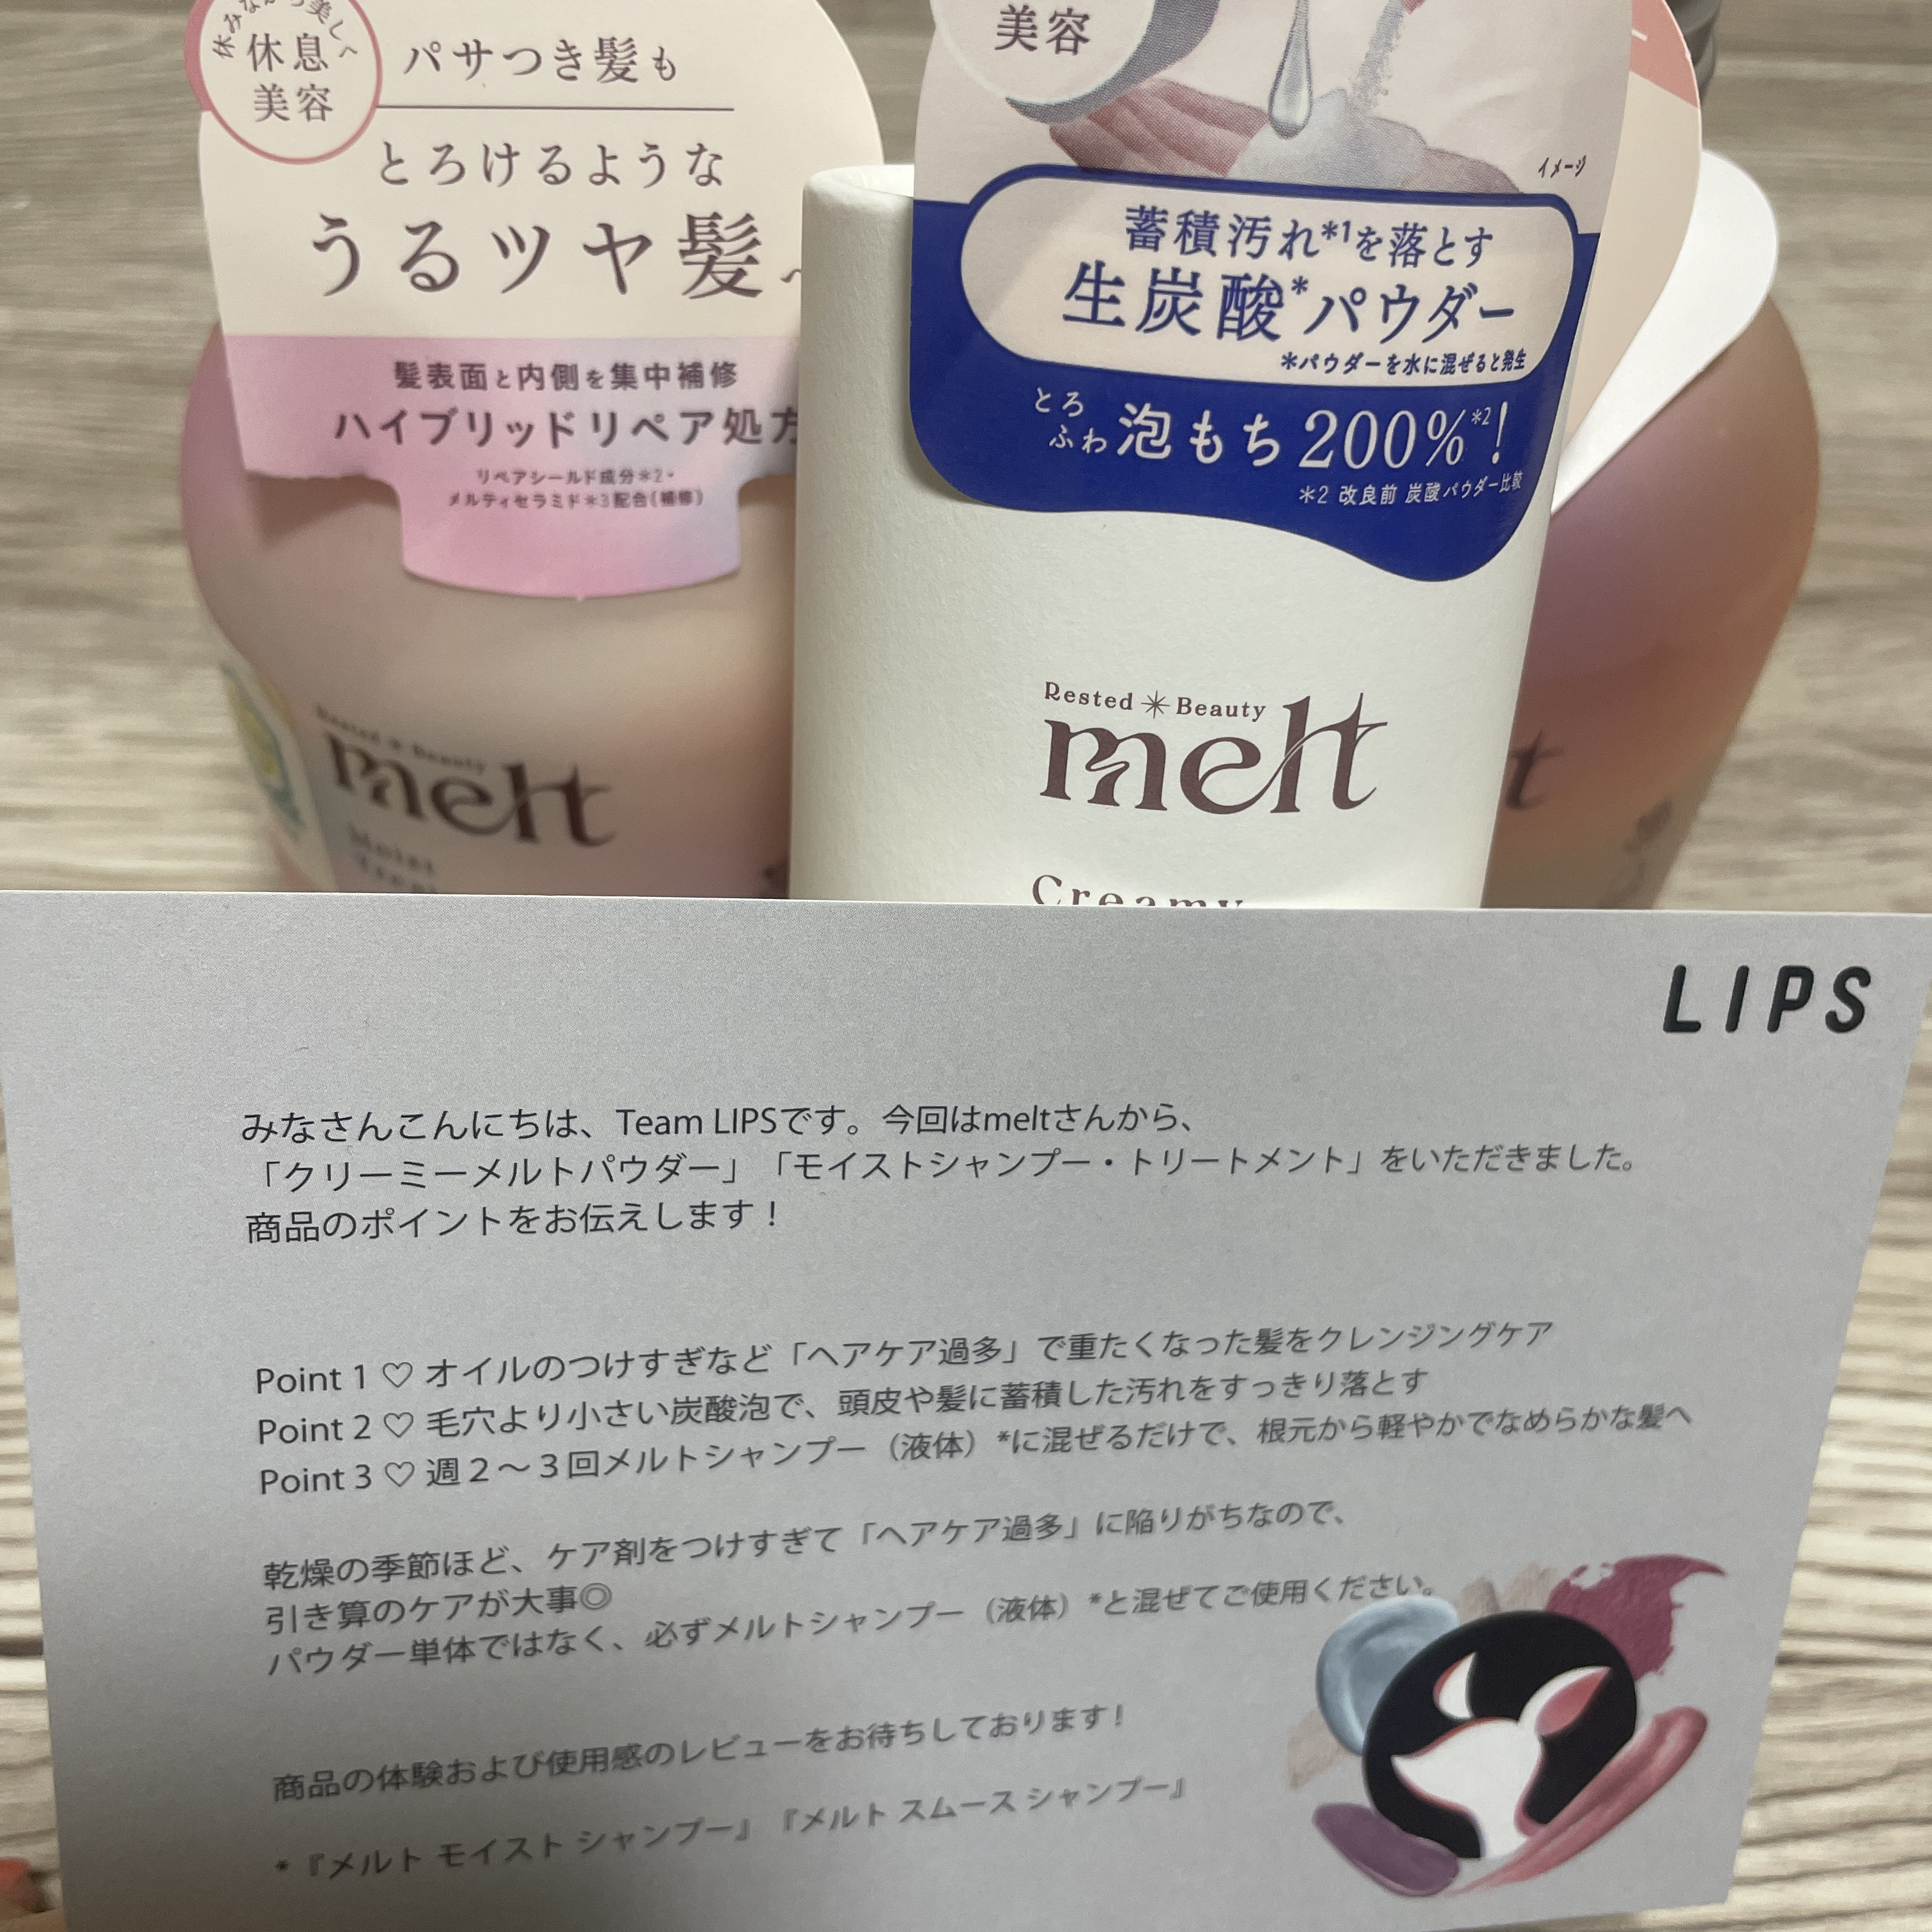 休みながら美しく
休息
美容
パサつき髪も
とろけるような
うるツヤ髪へ
髪表面と内側を集中補修
ハイブリッドリペア処方
リペアシールド成分*2・
メルティセラミド*3配合(補修)
Rested Beauty
melt
Moist
美容
イメージ
蓄積汚れ*1を落とす
生炭酸*パウダー
*パウダーを水に混ぜると発生
とろ
ふわ泡もち200%*2!
*2 改良前 炭酸パウダー比較
Rested Beauty
melt
Creamy
LIPS
みなさんこんにちは、Team LIPSです。今回はmeltさんから、
「クリーミーメルトパウダー」「モイストシャンプー・トリートメント」をいただきました。
商品のポイントをお伝えします！
Point 1 ♡ オイルのつけすぎなど「ヘアケア過多」で重たくなった髪をクレンジングケア
Point 2 ♡ 毛穴より小さい炭酸泡で、頭皮や髪に蓄積した汚れをすっきり落とす
Point 3 ♡ 週２～３回メルトシャンプー（液体）*に混ぜるだけで、根元から軽やかでなめらかな髪へ
乾燥の季節ほど、ケア剤をつけすぎて「ヘアケア過多」に陥りがちなので、
引き算のケアが大事◎
パウダー単体ではなく、必ずメルトシャンプー（液体）*と混ぜてご使用ください。
商品の体験および使用感のレビューをお待ちしております！
*『メルト モイスト シャンプー』『メルト スムース シャンプー』